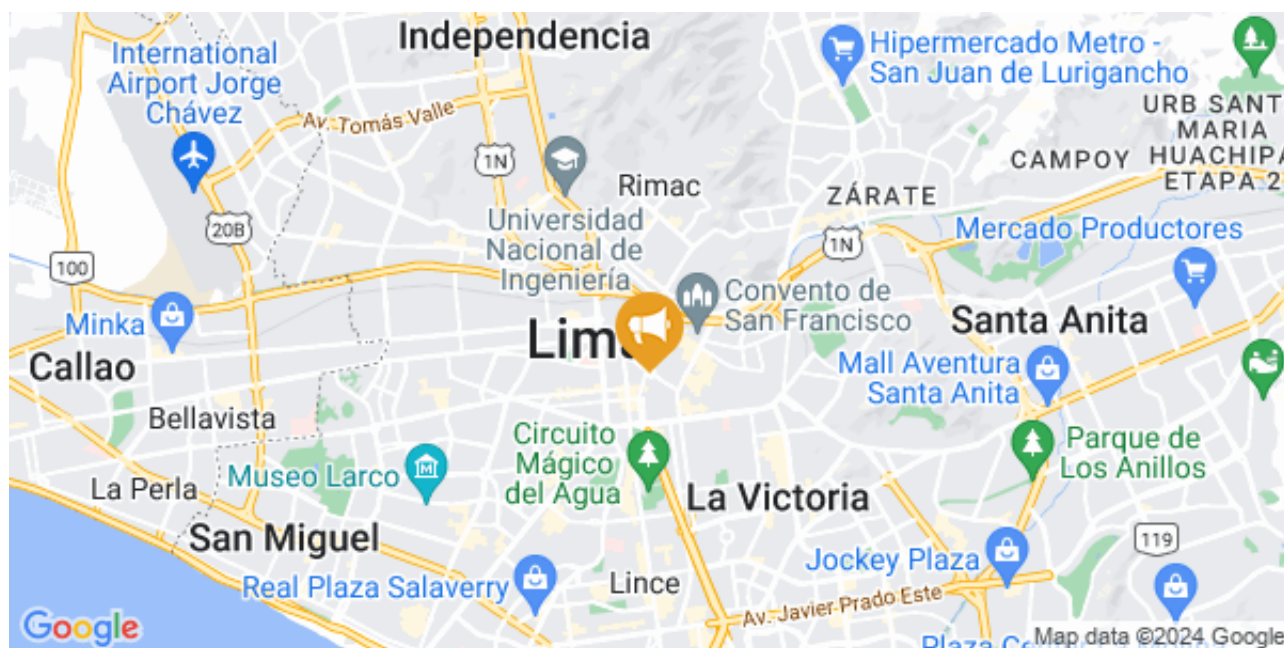 Independencia
International
Airport Jorge
Chávez
Av. Tomás Valle
Hipermercado Metro -
San Juan de Lurigancho
URB SANT
MARIA
HUACHIPA
ETAPA 2
CAMPOY
1N
Rimac
ZÁRATE
20B
Universidad
Nacional de
Ingeniería
1N
Mercado Productores
100
Convento de
San Francisco
Minka
Lima
Santa Anita
Callao
Mall Aventura
Santa Anita
Bellavista
Circuito
Mágico
del Agua
Parque de
Los Anillos
Museo Larco
La Perla
La Victoria
San Miguel
119
Jockey Plaza
Real Plaza Salaverry
Lince
Av. Javier Prado Este
Google
Map data ©2024 Google